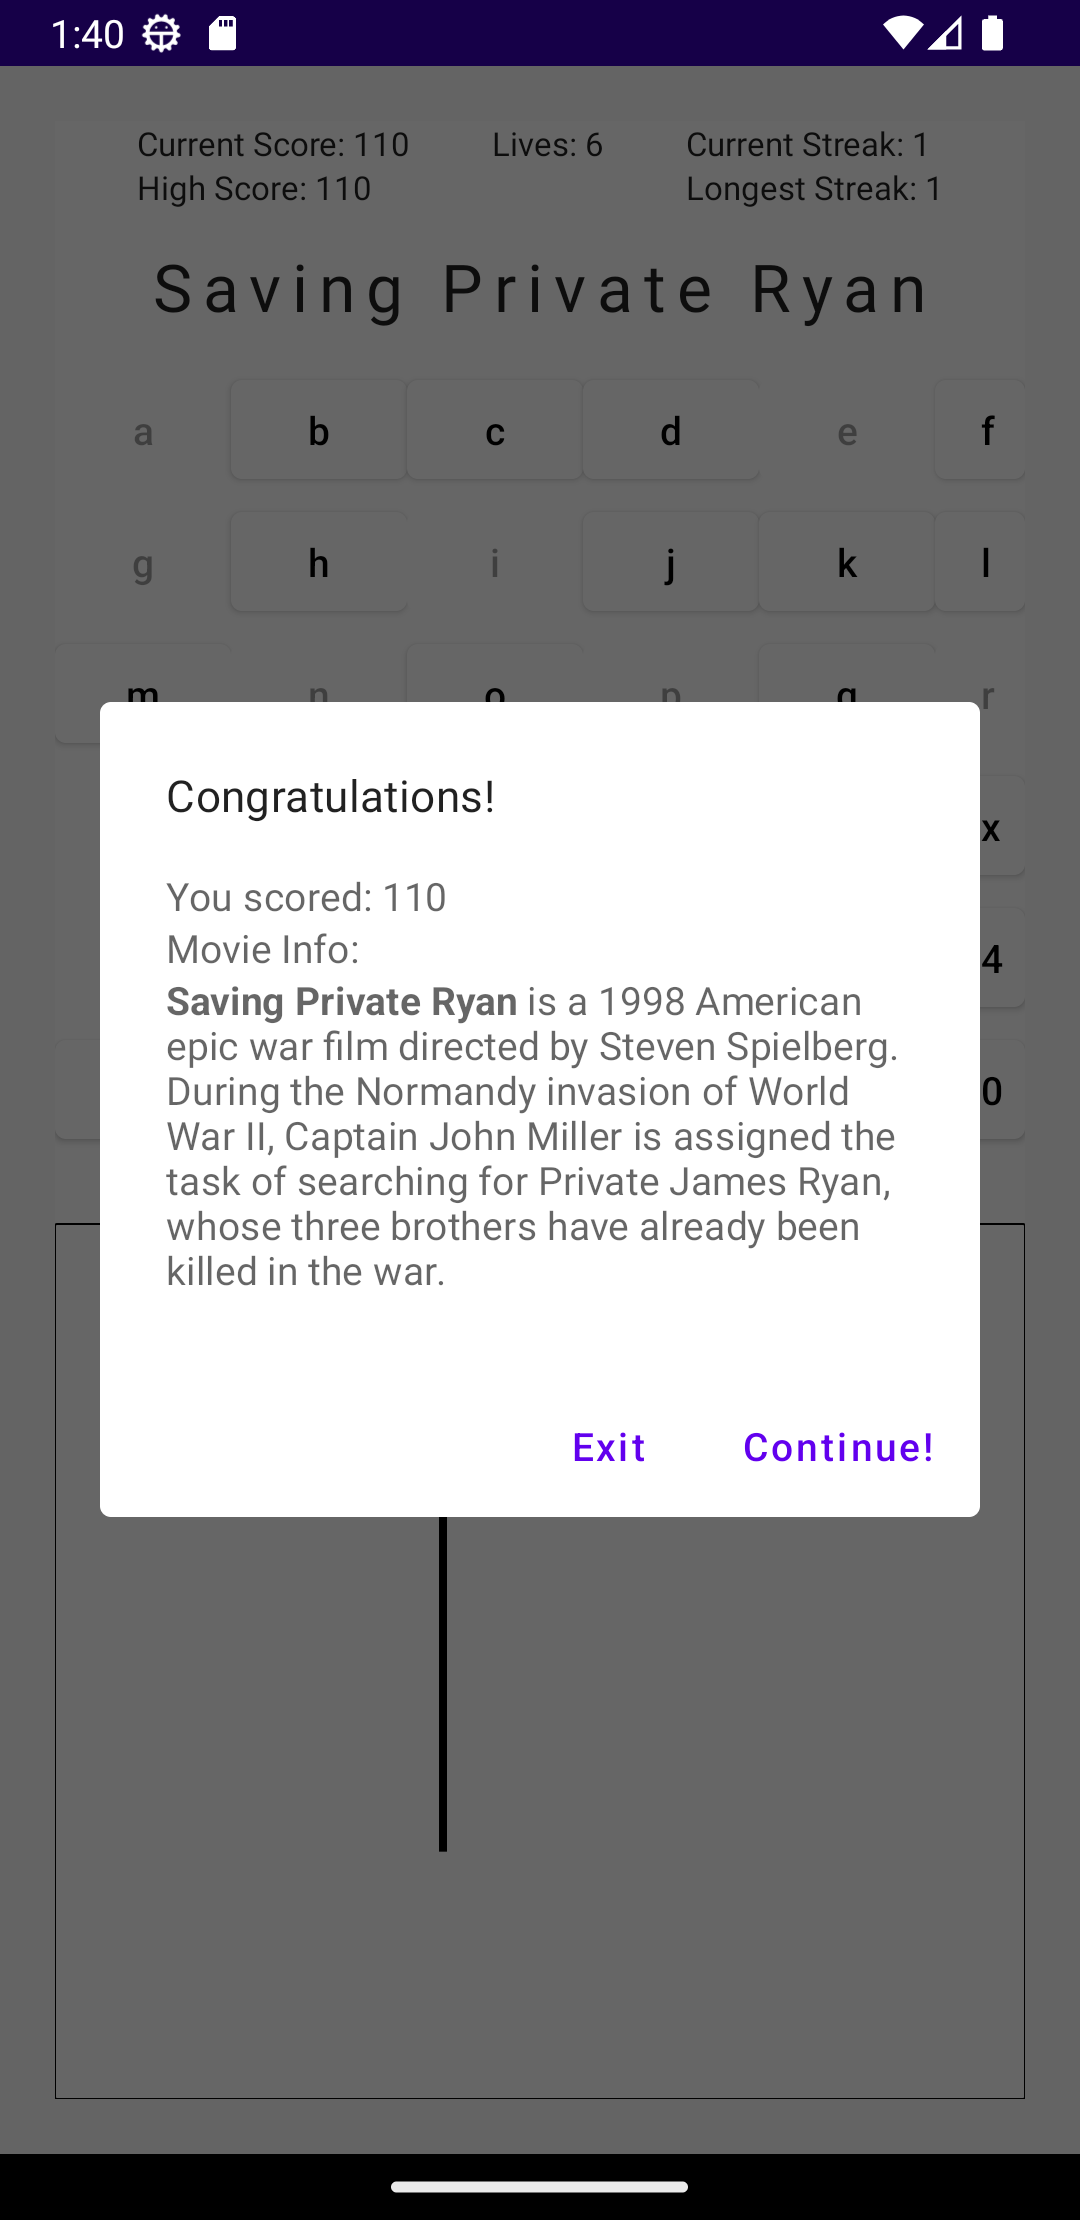 1:40
Current Score: 110 Lives: 6 Current Streak: 1
High Score: 110 Longest Streak: 1
Saving Private Ryan
a b c d e f
g h i j k l
m n o p q r
x
4
0
Congratulations!
You scored: 110
Movie Info:
Saving Private Ryan is a 1998 American
epic war film directed by Steven Spielberg.
During the Normandy invasion of World
War II, Captain John Miller is assigned the
task of searching for Private James Ryan,
whose three brothers have already been
killed in the war.
Exit Continue!